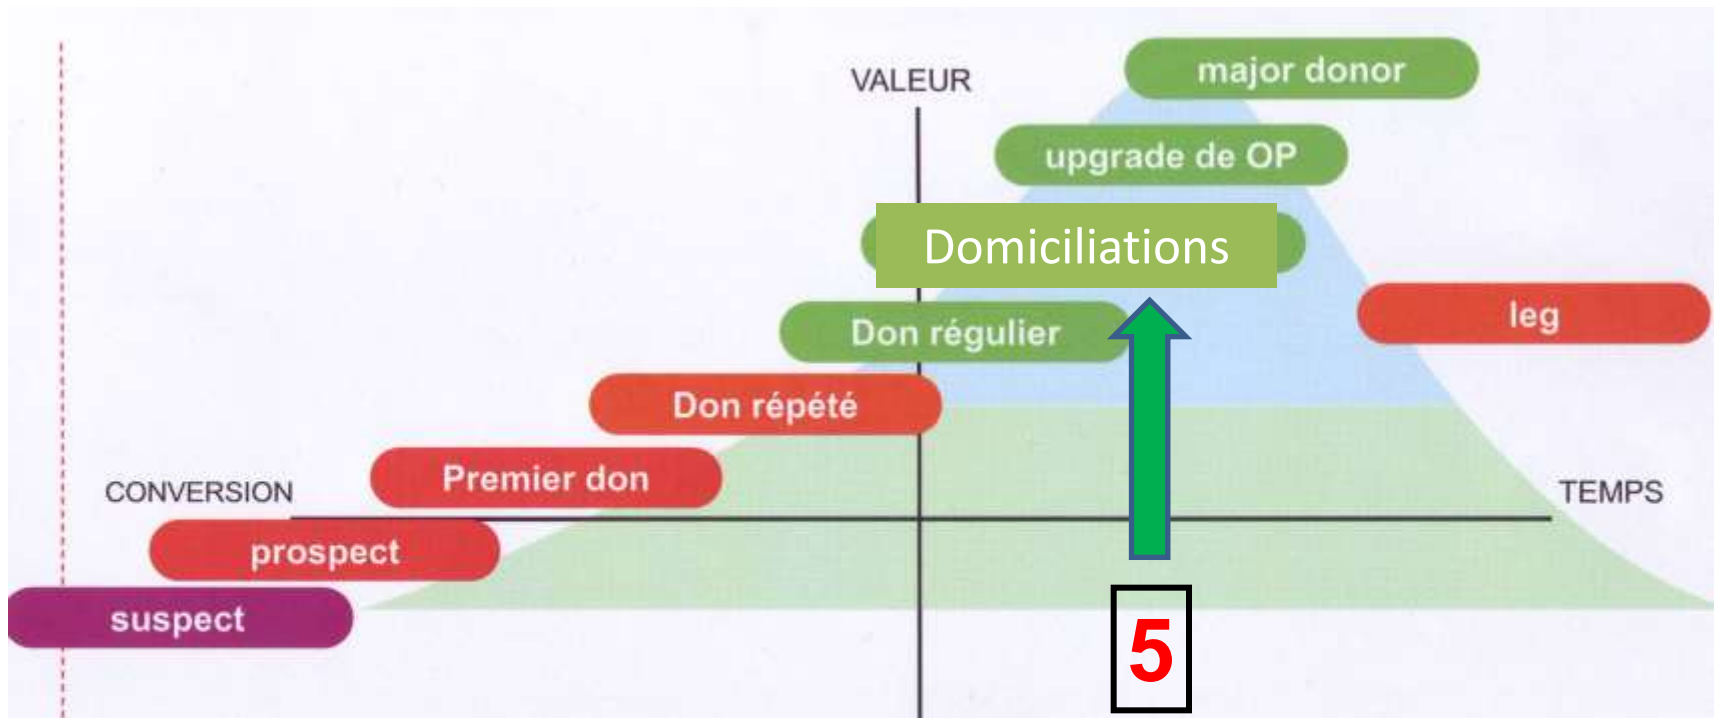 major donor
VALEUR
upgrade de OP
Domiciliations
leg
Don régulier
Don répété
Premier don
CONVERSION
TEMPS
prospect
suspect
5